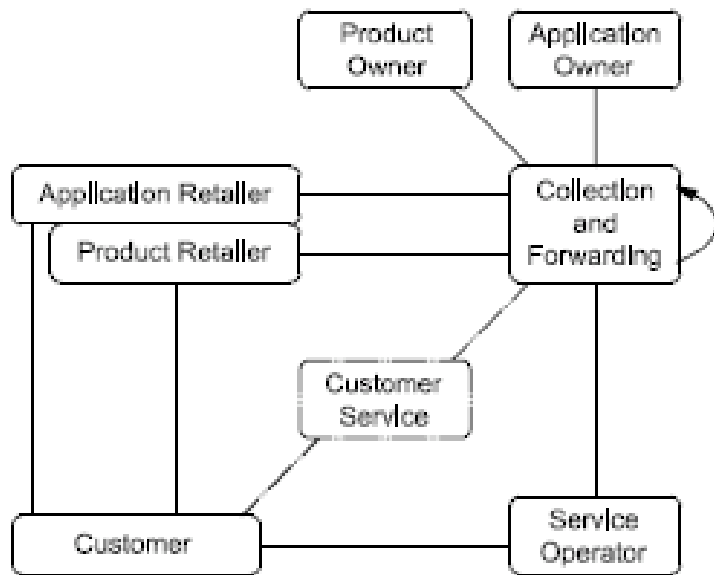 Product
Owner
Application
Owner
Application Retailer
Product Retailer
Collection
and
Forwarding
Customer
Service
Customer
Service
Operator